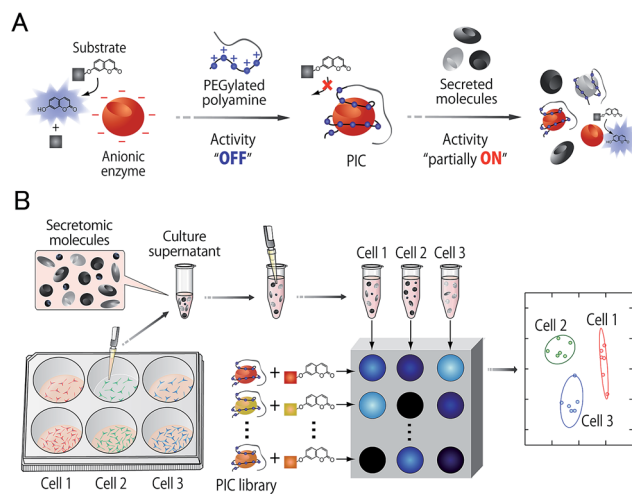 A
Substrate
O
O
O
HO
O
O
+
Anionic
enzyme
PEGylated
polyamine
Activity
"OFF"
O
O
O
PIC
Secreted
molecules
Activity
"partially ON"
B
Secretomic
molecules
Culture
supernatant
Cell 1
Cell 2
Cell 3
Cell 1
Cell 2
Cell 3
+
+
+
PIC library
Cell 1
Cell 2
Cell 3